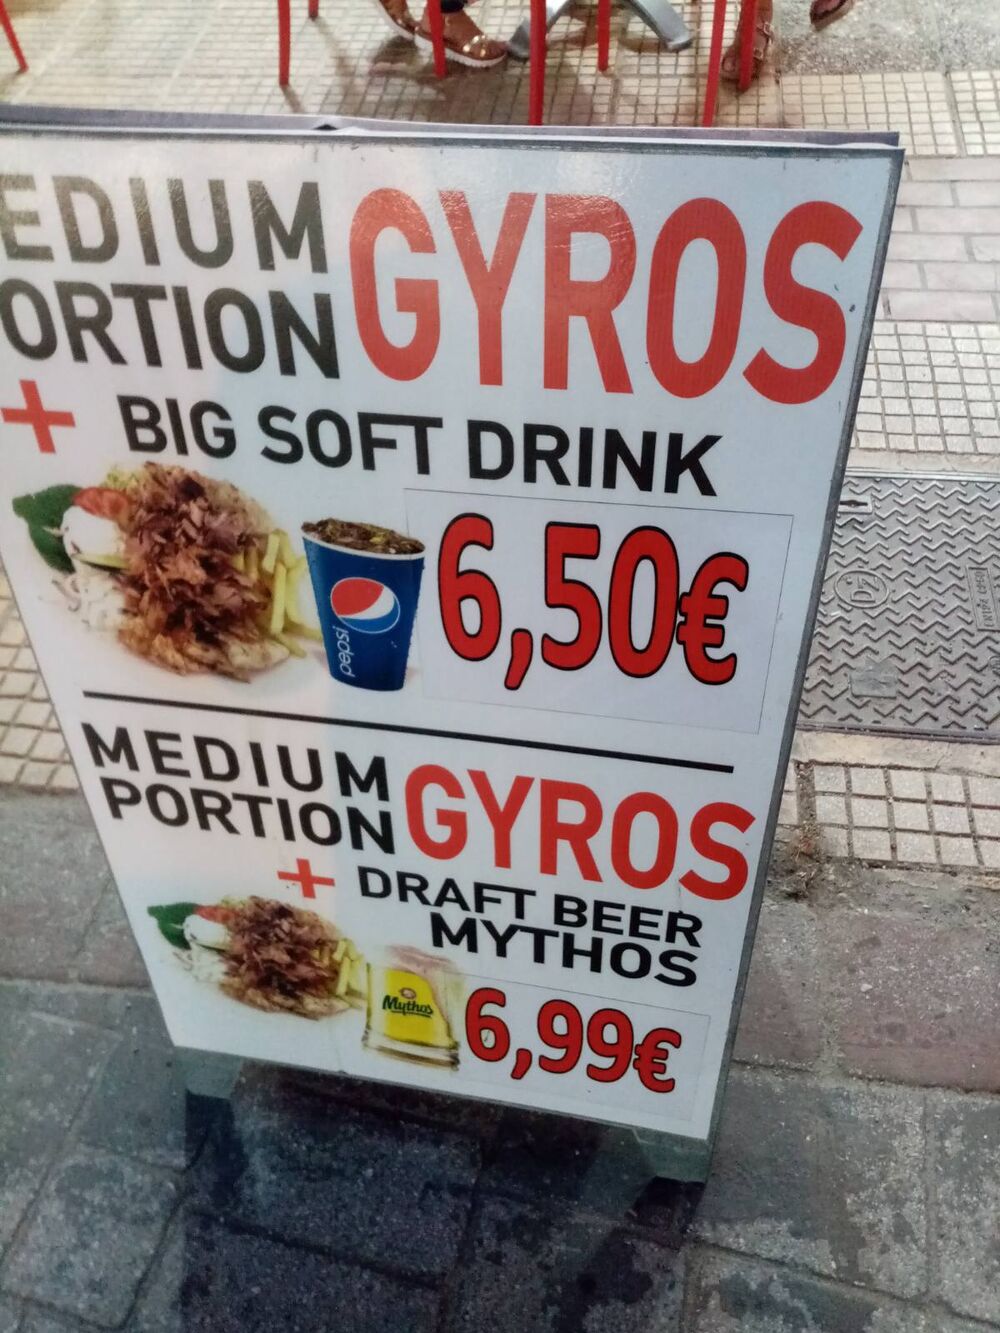 EDIUM
ORTION
GYROS
+ BIG SOFT DRINK
pepsi
6,50€
MEDIUM
PORTION
GYROS
+ DRAFT BEER
MYTHOS
Mythos
6,99€